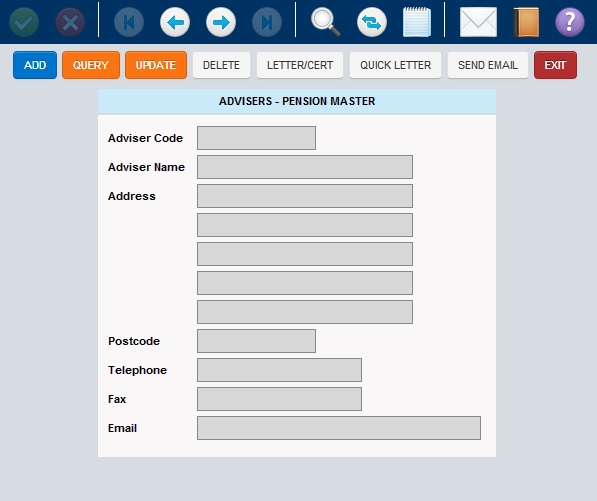 ?
ADD QUERY UPDATE DELETE LETTER/CERT QUICK LETTER SEND EMAIL EXIT
ADVISERS - PENSION MASTER
Adviser Code
Adviser Name
Address
Postcode
Telephone
Fax
Email